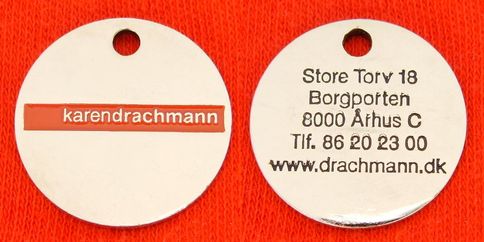 karendrachmann
Store Torv 18
Borgporten
8000 Århus C
Tlf. 86 20 23 00
www.drachmann.dk